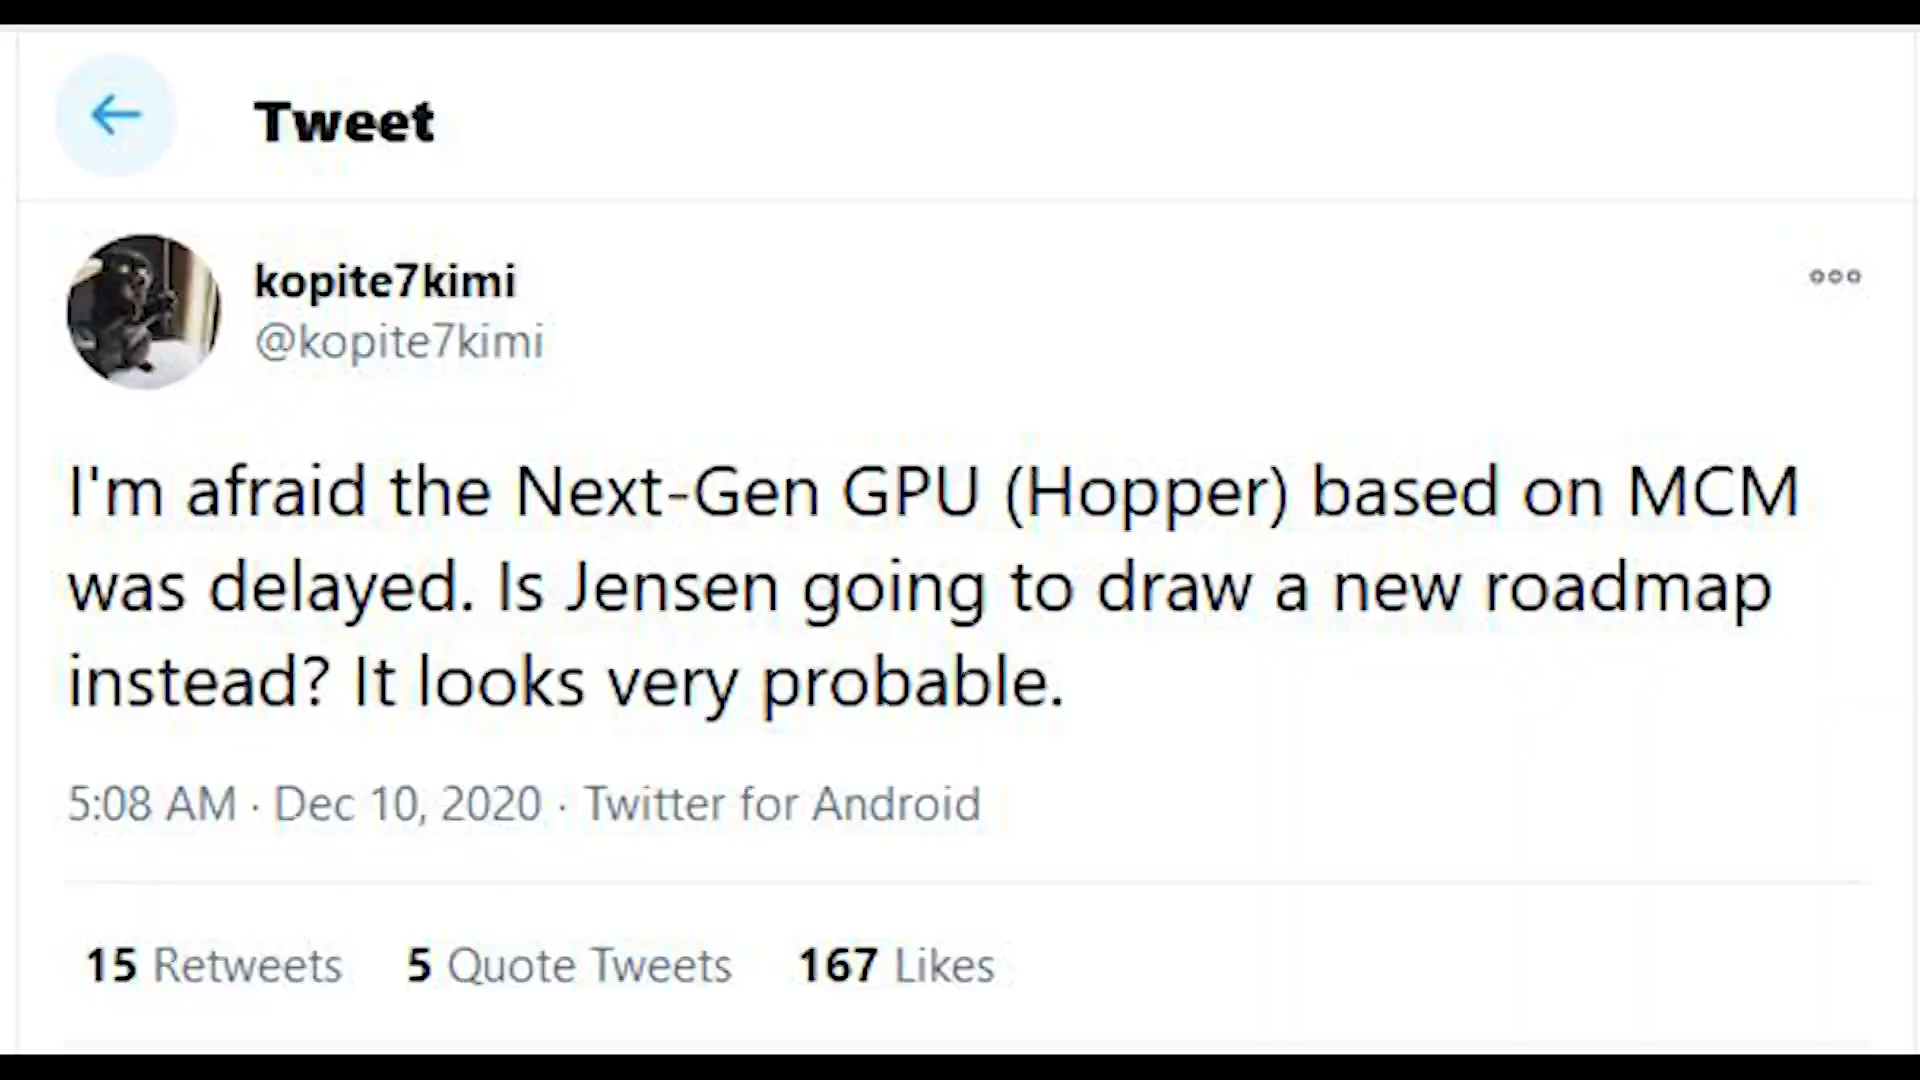 Tweet
kopite7kimi
@kopite7kimi
I'm afraid the Next-Gen GPU (Hopper) based on MCM
was delayed. Is Jensen going to draw a new roadmap
instead? It looks very probable.
5:08 AM · Dec 10, 2020 · Twitter for Android
15 Retweets 5 Quote Tweets 167 Likes